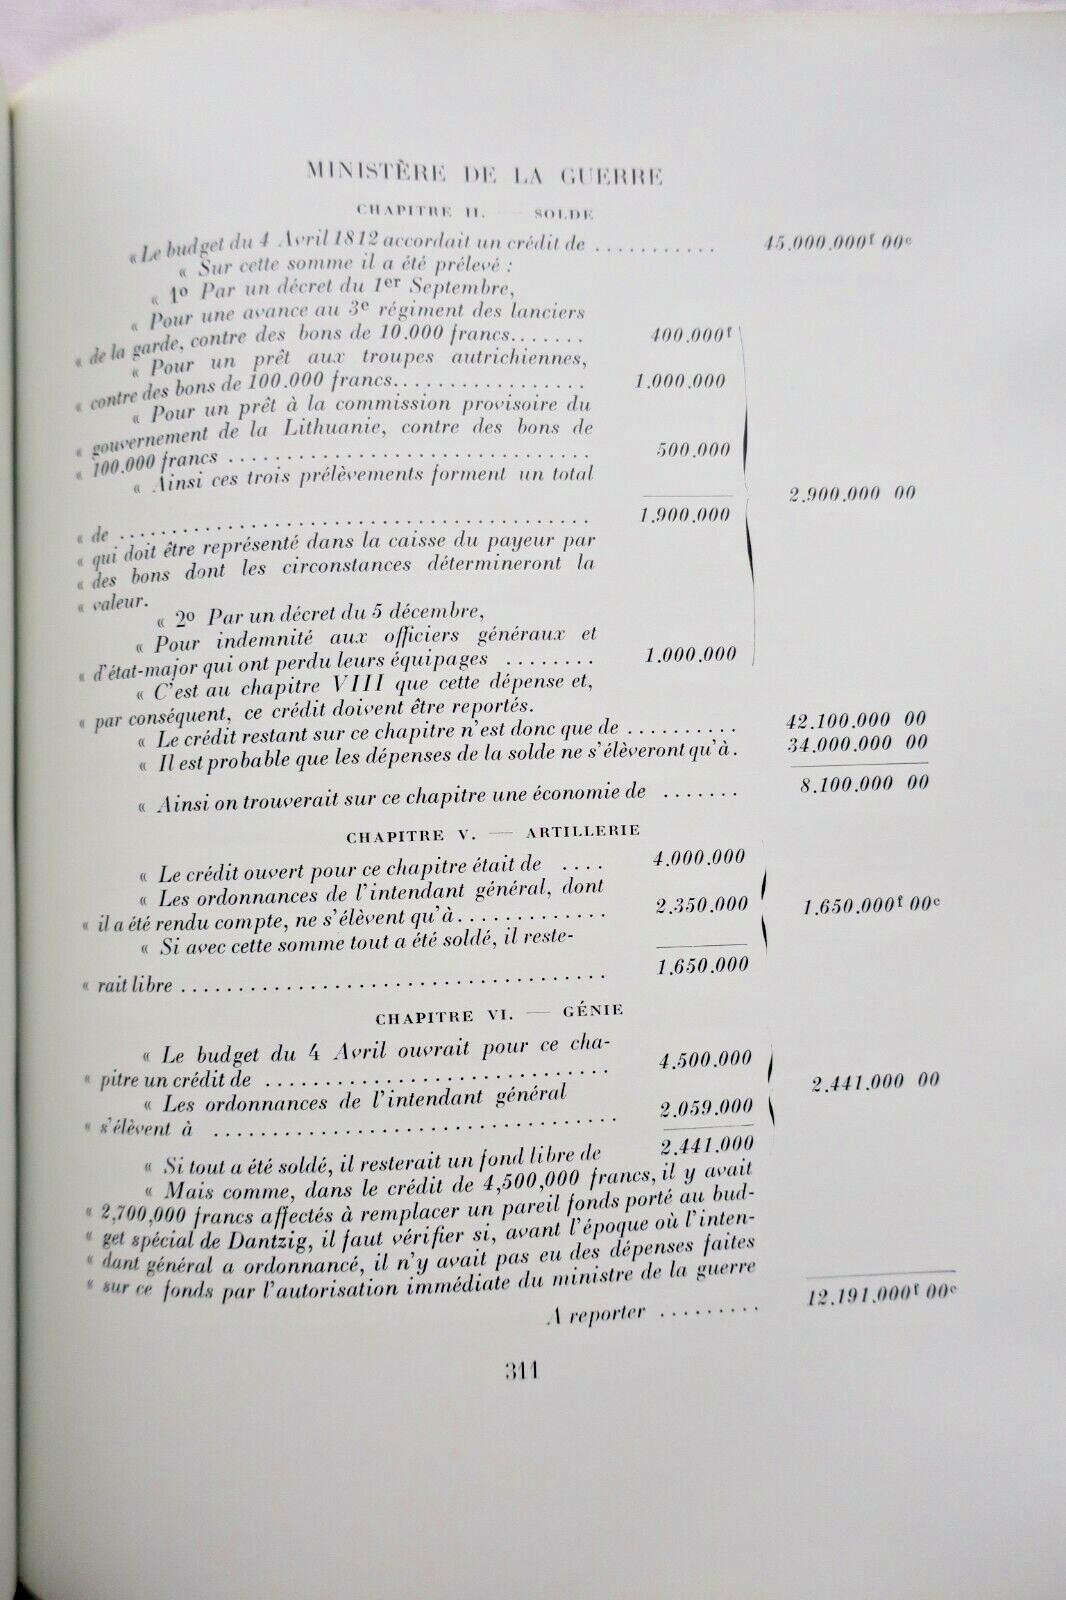 MINISTÈRE DE LA GUERRE
CHAPITRE II. — SOLDE
« Le budget du 4 Avril 1812 accordait un crédit de ........... 45.000.000f 00c
« Sur cette somme il a été prélevé :
« 1o Par un décret du 1er Septembre,
« Pour une avance au 3e régiment des lanciers
« de la garde, contre des bons de 10.000 francs....... 400.000f
« Pour un prêt aux troupes autrichiennes,
« contre des bons de 100.000 francs................. 1.000.000
« Pour un prêt à la commission provisoire du
« gouvernement de la Lithuanie, contre des bons de
« 100.000 francs ............................... 500.000
« Ainsi ces trois prélèvements forment un total
2.900.000 00
« de ......................................... 1.900.000
« qui doit être représenté dans la caisse du payeur par
« des bons dont les circonstances détermineront la
« valeur.
« 2o Par un décret du 5 décembre,
« Pour indemnité aux officiers généraux et
« d'état-major qui ont perdu leurs équipages ........ 1.000.000
« C'est au chapitre VIII que cette dépense et,
« par conséquent, ce crédit doivent être reportés.
« Le crédit restant sur ce chapitre n'est donc que de .......... 42.100.000 00
« Il est probable que les dépenses de la solde ne s'élèveront qu'à. 34.000.000 00
« Ainsi on trouverait sur ce chapitre une économie de ....... 8.100.000 00
CHAPITRE V. — ARTILLERIE
« Le crédit ouvert pour ce chapitre était de .... 4.000.000
« Les ordonnances de l'intendant général, dont
« il a été rendu compte, ne s'élèvent qu'à............. 2.350.000 1.650.000f 00c
« Si avec cette somme tout a été soldé, il reste-
« rait libre ..................................... 1.650.000
CHAPITRE VI. — GÉNIE
« Le budget du 4 Avril ouvrait pour ce cha-
« pitre un crédit de .............................. 4.500.000
2.441.000 00
« Les ordonnances de l'intendant général
« s'élèvent à ................................... 2.059.000
« Si tout a été soldé, il resterait un fond libre de 2.441.000
« Mais comme, dans le crédit de 4,500,000 francs, il y avait
« 2,700,000 francs affectés à remplacer un pareil fonds porté au bud-
« get spécial de Dantzig, il faut vérifier si, avant l'époque où l'inten-
« dant général a ordonnancé, il n'y avait pas eu des dépenses faites
« sur ce fonds par l'autorisation immédiate du ministre de la guerre
A reporter ......... 12.191.000f 00c
311